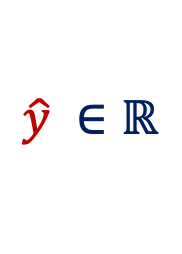 ŷ ∈ ℝ